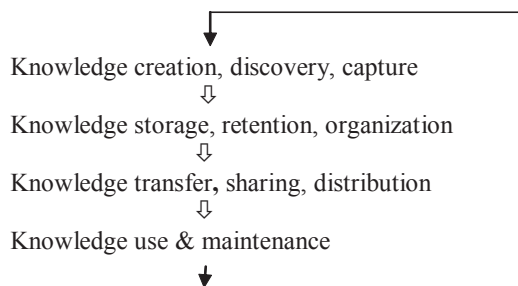 Knowledge creation, discovery, capture
Knowledge storage, retention, organization
Knowledge transfer, sharing, distribution
Knowledge use & maintenance